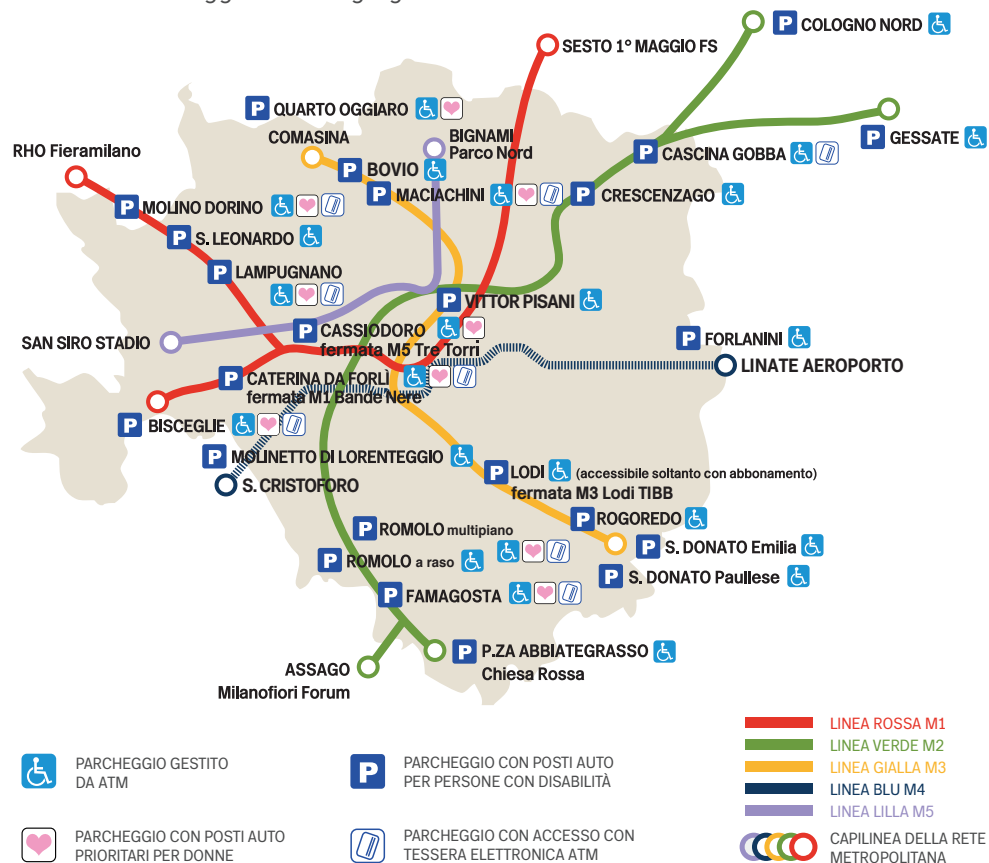 P COLOGNO NORD
SESTO 1° MAGGIO FS
P QUARTO OGGIARO
COMASINA
BIGNAMI
Parco Nord
P GESSATE
P CASCINA GOBBA
RHO Fieramilano
P BOVIO
P MACIACHINI
P CRESCENZAGO
P MOLINO DORINO
P S. LEONARDO
P LAMPUGNANO
P VITTOR PISANI
SAN SIRO STADIO
P CASSIODORO
fermata M5 Tre Torri
P FORLANINI
LINATE AEROPORTO
P CATERINA DA FORLÌ
fermata M1 Bande Nere
P BISCEGLIE
P MOLINETTO DI LORENTEGGIO
S. CRISTOFORO
P LODI (accessibile soltanto con abbonamento)
fermata M3 Lodi TIBB
P ROGOREDO
P ROMOLO multipiano
P S. DONATO Emilia
P ROMOLO a raso
P S. DONATO Paullese
P FAMAGOSTA
P P.ZA ABBIATEGRASSO
Chiesa Rossa
ASSAGO
Milanofiori Forum
PARCHEGGIO GESTITO
DA ATM
P PARCHEGGIO CON POSTI AUTO
PER PERSONE CON DISABILITÀ
PARCHEGGIO CON POSTI AUTO
PRIORITARI PER DONNE
PARCHEGGIO CON ACCESSO CON
TESSERA ELETTRONICA ATM
LINEA ROSSA M1
LINEA VERDE M2
LINEA GIALLA M3
LINEA BLU M4
LINEA LILLA M5
CAPILINEA DELLA RETE
METROPOLITANA